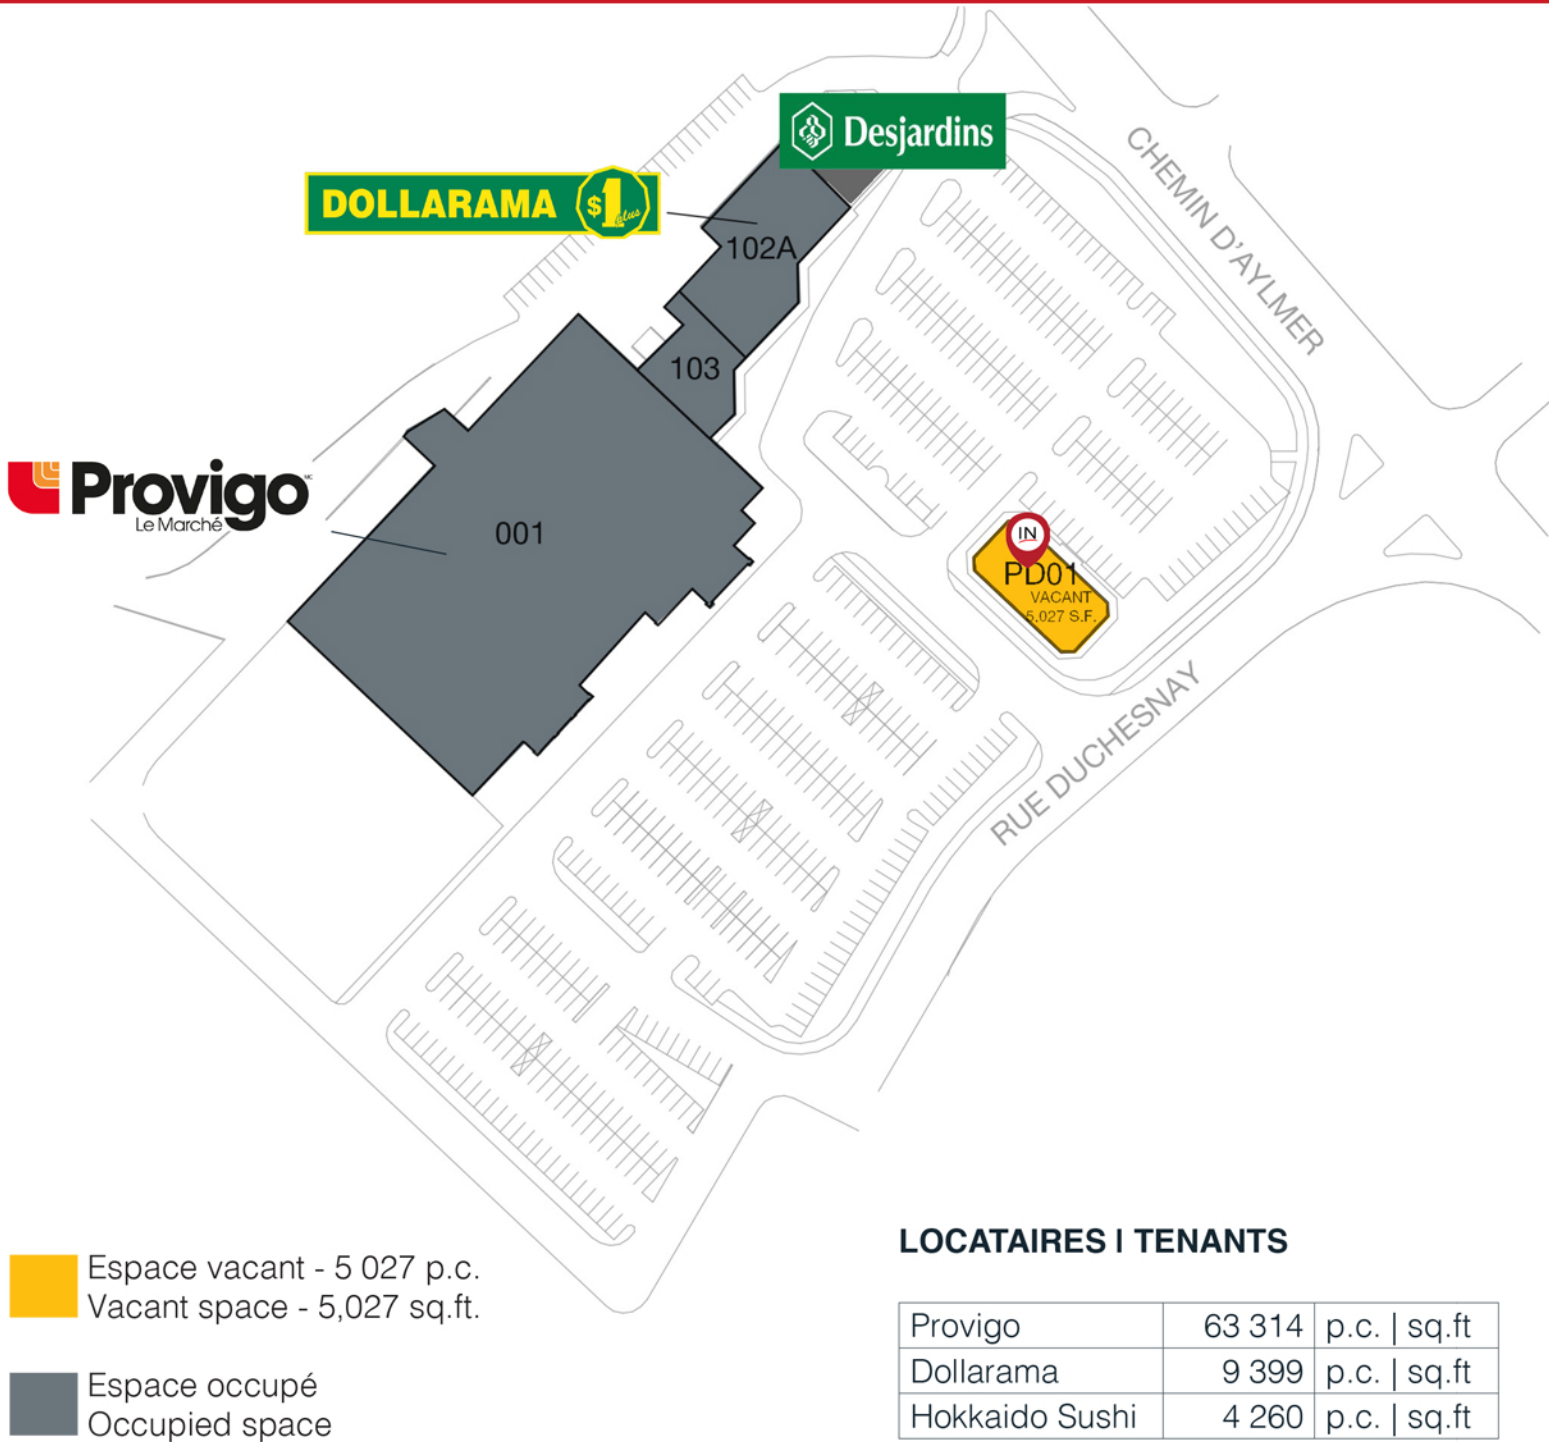 Desjardins
DOLLARAMA $1 plus
CHEMIN D'AYLMER
102A
103
Provigo MC
Le Marché
001
IN
PD01
VACANT
5,027 S.F.
RUE DUCHESNAY
Espace vacant - 5 027 p.c.
Vacant space - 5,027 sq.ft.
Espace occupé
Occupied space
LOCATAIRES | TENANTS
Provigo 63 314 p.c. | sq.ft
Dollarama 9 399 p.c. | sq.ft
Hokkaido Sushi 4 260 p.c. | sq.ft